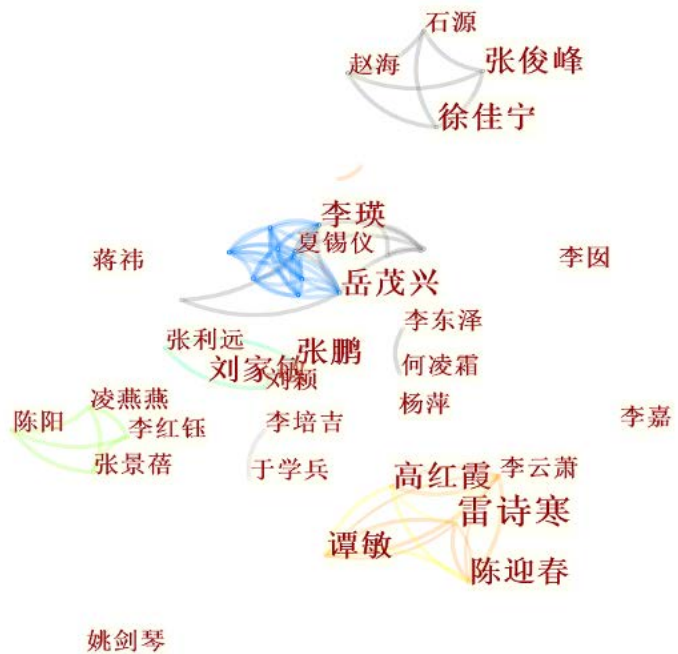 石源
赵海
张俊峰
徐佳宁
李瑛
夏锡仪
蒋祎
李囡
岳茂兴
李东泽
张利远
张鹏
刘家敏
刘颖
何凌霜
凌燕燕
杨萍
陈阳
李红钰
李培吉
李嘉
张景蓓
于学兵
高红霞
李云萧
雷诗寒
谭敏
陈迎春
姚剑琴